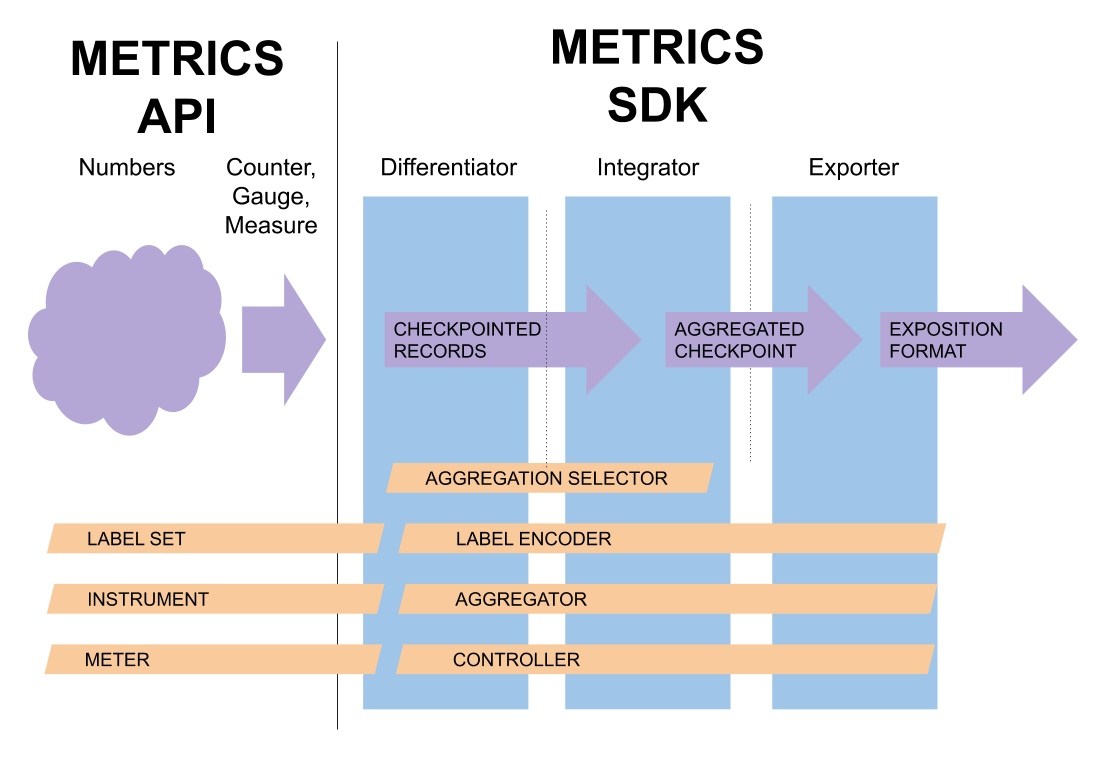 METRICS
API
METRICS
SDK
Numbers
Counter,
Gauge,
Measure
Differentiator
Integrator
Exporter
CHECKPOINTED
RECORDS
AGGREGATED
CHECKPOINT
EXPOSITION
FORMAT
AGGREGATION SELECTOR
LABEL SET
LABEL ENCODER
INSTRUMENT
AGGREGATOR
METER
CONTROLLER